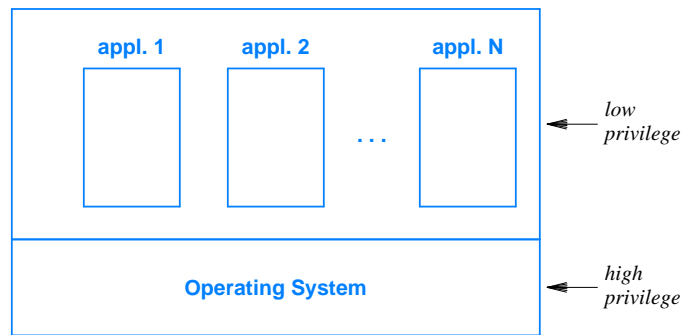 appl. 1
appl. 2
appl. N
. . .
low
privilege
Operating System
high
privilege